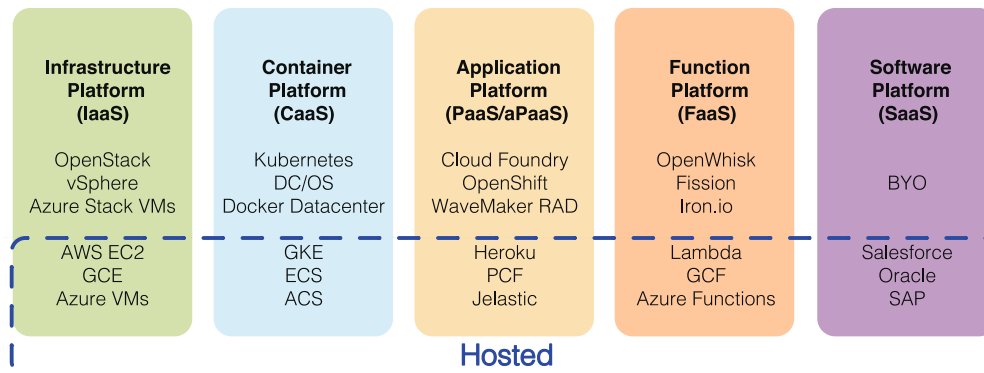 Infrastructure
Platform
(IaaS)
OpenStack
vSphere
Azure Stack VMs
AWS EC2
GCE
Azure VMs
Container
Platform
(CaaS)
Kubernetes
DC/OS
Docker Datacenter
GKE
ECS
ACS
Application
Platform
(PaaS/aPaaS)
Cloud Foundry
OpenShift
WaveMaker RAD
Heroku
PCF
Jelastic
Function
Platform
(FaaS)
OpenWhisk
Fission
Iron.io
Lambda
GCF
Azure Functions
Software
Platform
(SaaS)
BYO
Salesforce
Oracle
SAP
Hosted